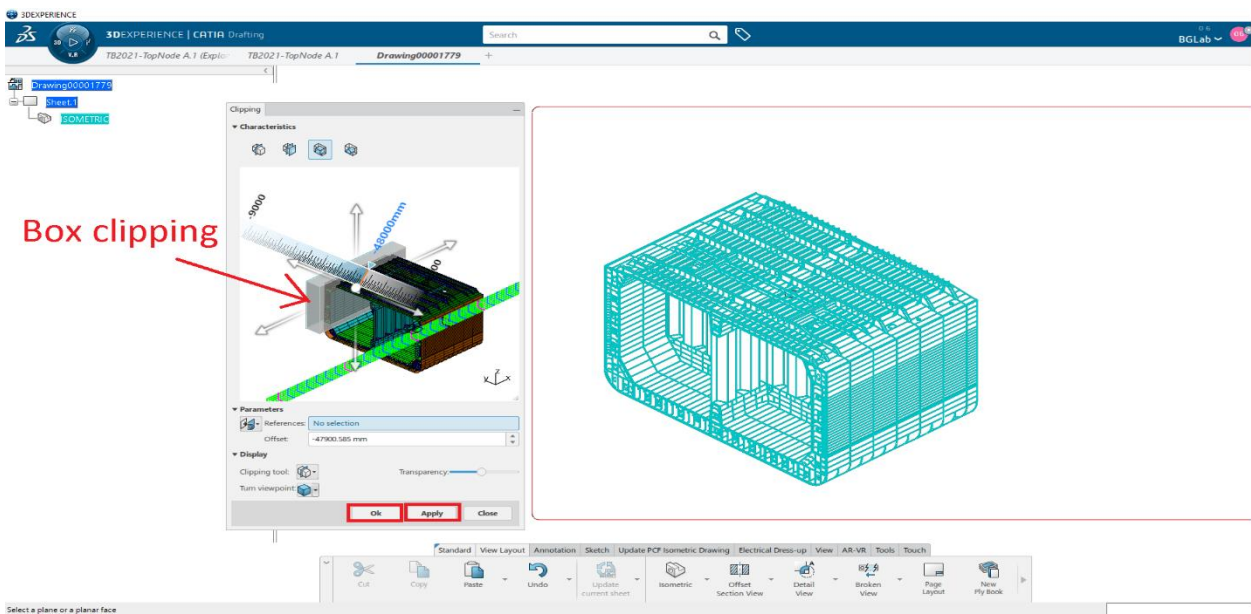 3DEXPERIENCE
3DEXPERIENCE | CATIA Drafting
Search
BGLab
3D
V.R
TB2021-TopNode A.1 (Explo
TB2021-TopNode A.1
Drawing00001779
+
Drawing00001779
Sheet.1
ISOMETRIC
Clipping
Characteristics
-9000
-48000mm
Box clipping
z
x
Parameters
References: No selection
Offset: -47900.585 mm
Display
Clipping tool:
Transparency:
Turn viewpoint:
Ok Apply Close
Standard View Layout Annotation Sketch Update PCF Isometric Drawing Electrical Dress-up View AR-VR Tools Touch
Cut
Copy
Paste
Undo
Update
current sheet
Isometric
Offset
Section View
Detail
View
Broken
View
Page
Layout
New
Ply Book
Select a plane or a planar face